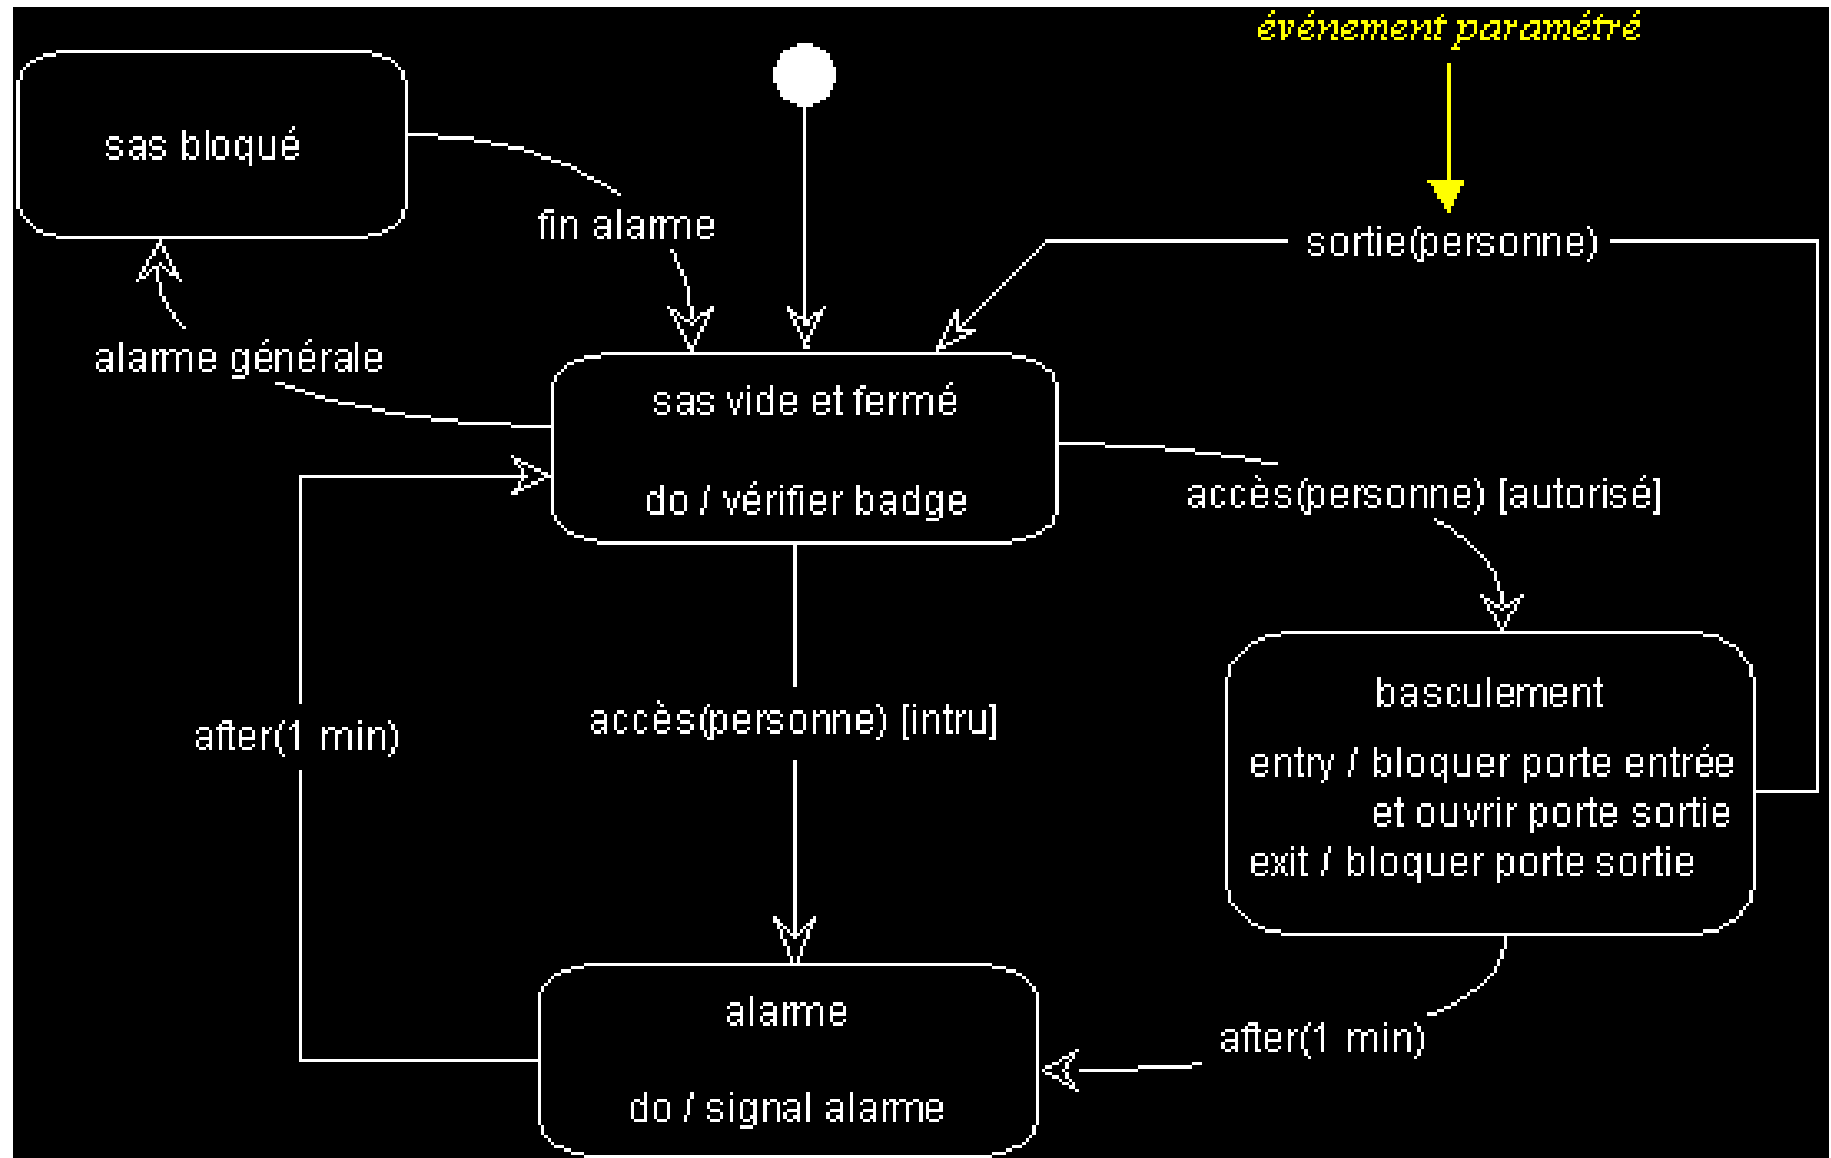 événement paramétré
sas bloqué
fin alarme
sortie(personne)
alarme générale
sas vide et fermé
do / vérifier badge
accès(personne) [autorisé]
basculement
accès(personne) [intru]
after(1 min)
entry / bloquer porte entrée
et ouvrir porte sortie
exit / bloquer porte sortie
alarme
after(1 min)
do / signal alarme